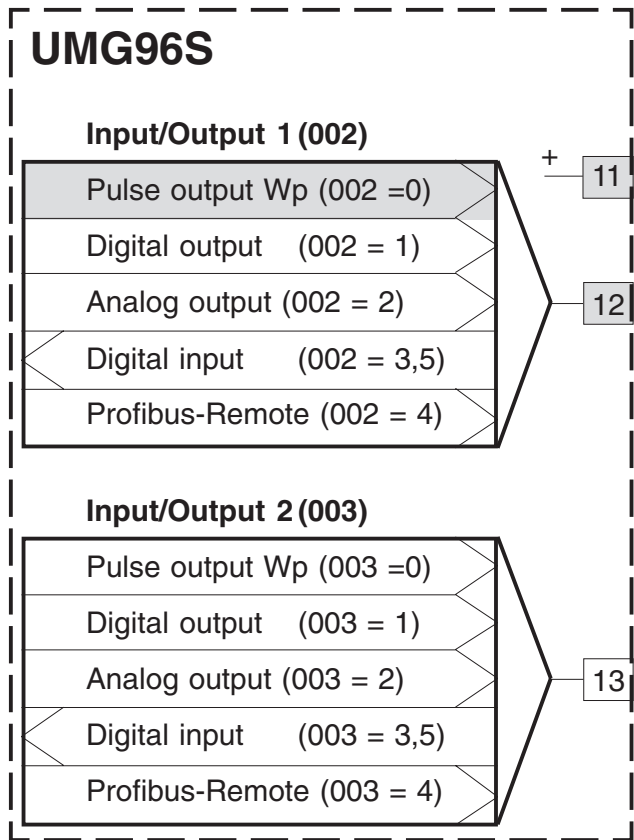 UMG96S
Input/Output 1 (002)
+
11
Pulse output Wp (002 =0)
Digital output (002 = 1)
Analog output (002 = 2)
12
Digital input (002 = 3,5)
Profibus-Remote (002 = 4)
Input/Output 2 (003)
Pulse output Wp (003 =0)
Digital output (003 = 1)
Analog output (003 = 2)
13
Digital input (003 = 3,5)
Profibus-Remote (003 = 4)